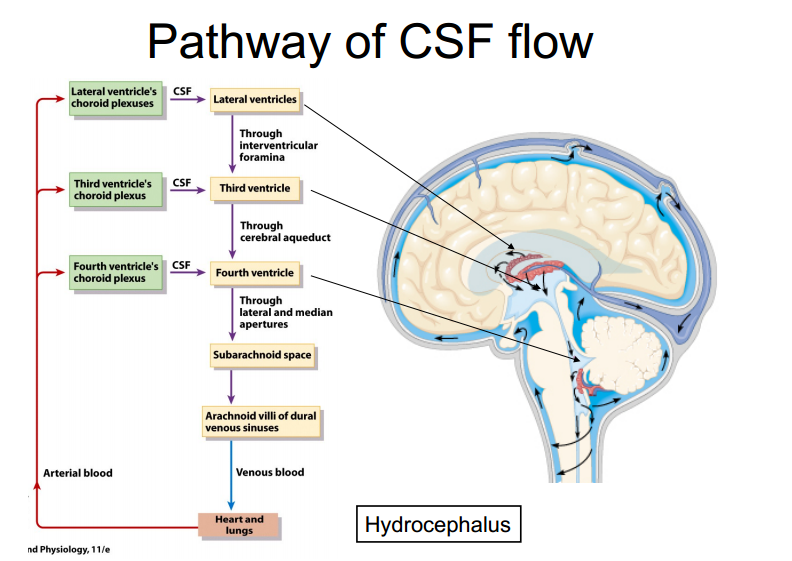 Pathway of CSF flow
Lateral ventricle's
choroid plexuses
CSF
Lateral ventricles
Through
interventricular
foramina
Third ventricle's
choroid plexus
CSF
Third ventricle
Through
cerebral aqueduct
Fourth ventricle's
choroid plexus
CSF
Fourth ventricle
Through
lateral and median
apertures
Subarachnoid space
Arachnoid villi of dural
venous sinuses
Arterial blood
Venous blood
Heart and
lungs
Hydrocephalus
nd Physiology, 11/e